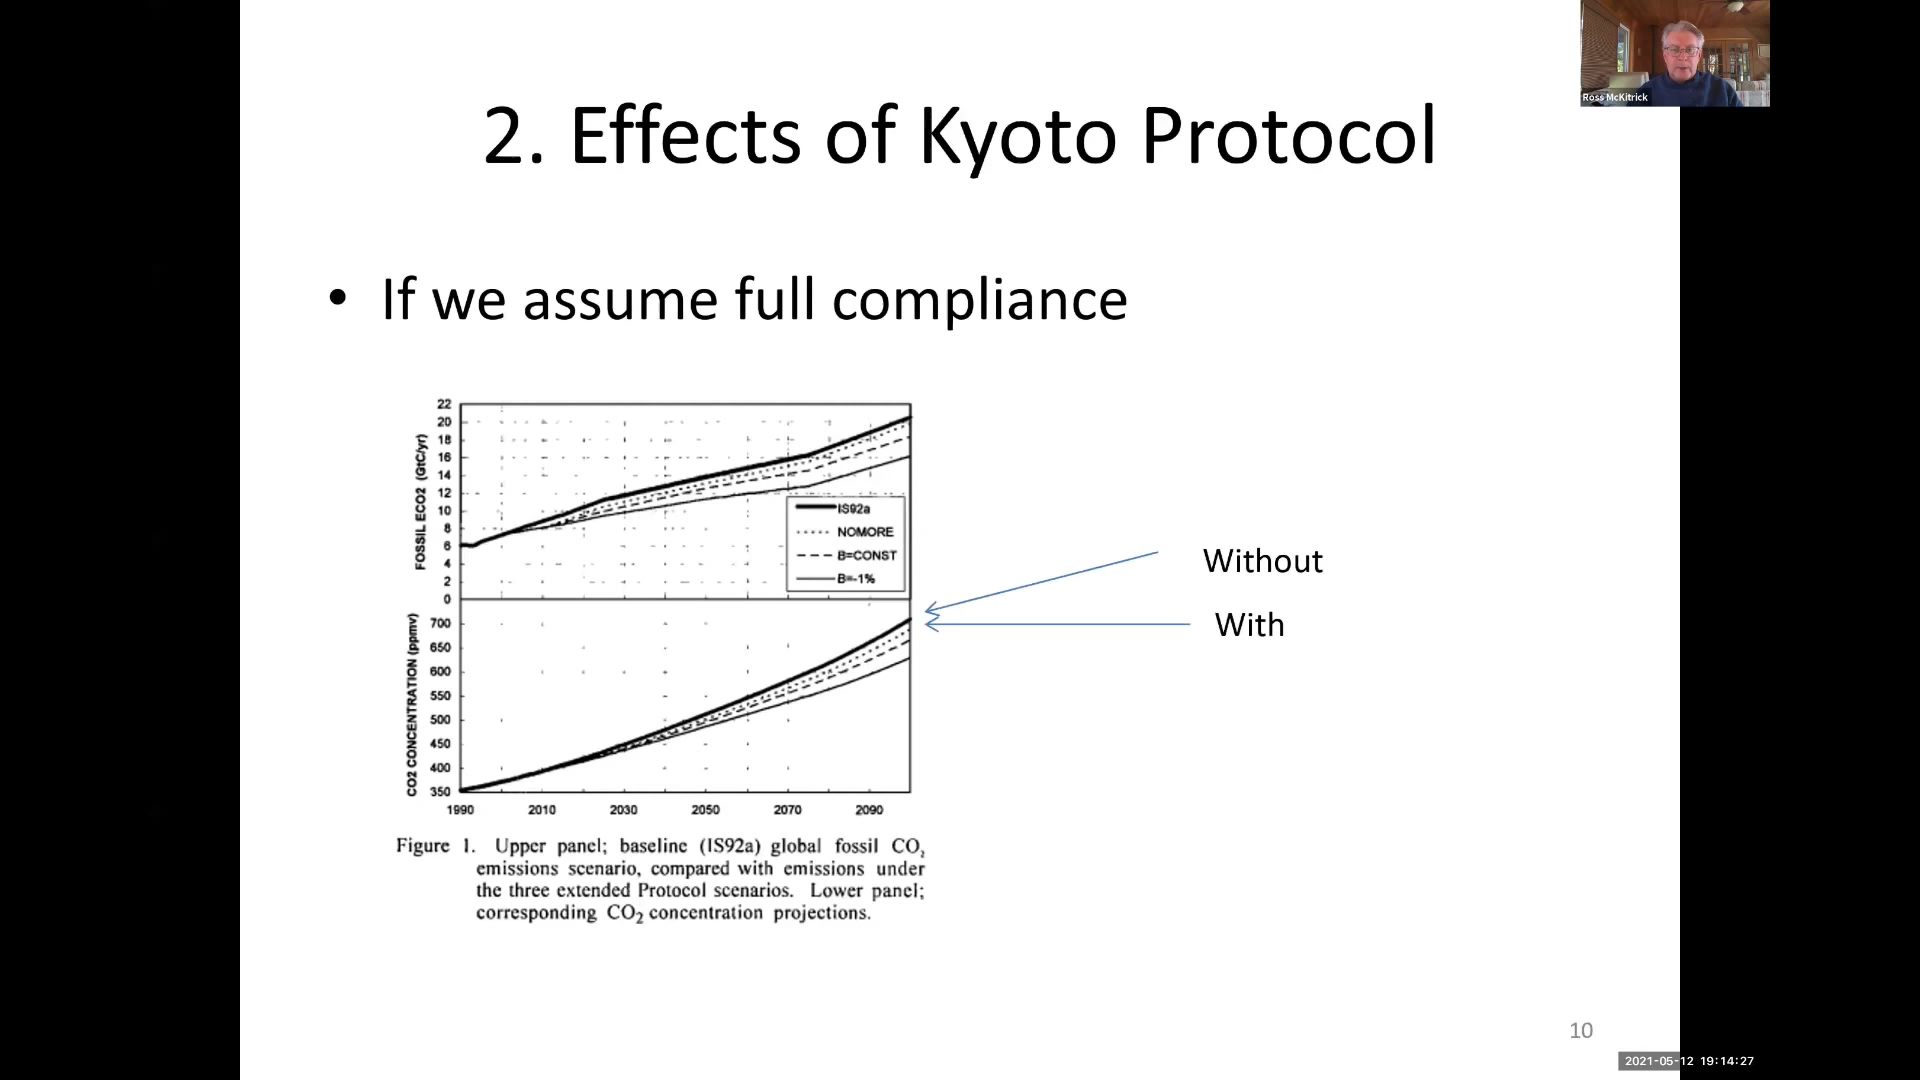 Ross McKitrick
2. Effects of Kyoto Protocol
• If we assume full compliance
22
20
18
16
14
12
10
8
6
4
2
0
FOSSIL ECO2 (GtC/yr)
IS92a
NOMORE
B=CONST
B=-1%
Without
With
700
650
600
550
500
450
400
350
CO2 CONCENTRATION (ppmv)
1990 2010 2030 2050 2070 2090
Figure 1. Upper panel; baseline (IS92a) global fossil CO₂
emissions scenario, compared with emissions under
the three extended Protocol scenarios. Lower panel;
corresponding CO₂ concentration projections.
10
2021-05-12 19:14:27